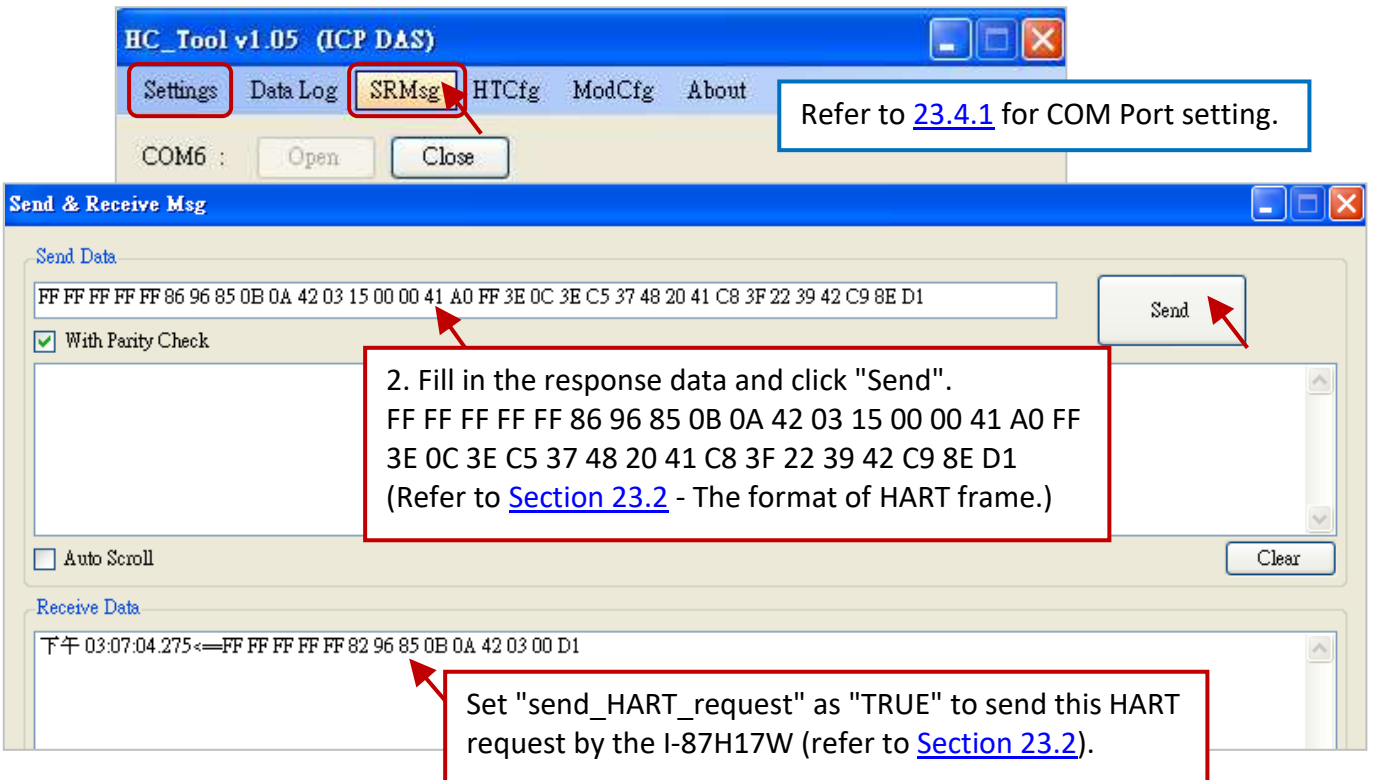 HC_Tool v1.05 (ICP DAS)
Settings Data Log SRMsg HTCfg ModCfg About
Refer to 23.4.1 for COM Port setting.
COM6 : Open Close
Send & Receive Msg
Send Data
FF FF FF FF FF 86 96 85 0B 0A 42 03 15 00 00 41 A0 FF 3E 0C 3E C5 37 48 20 41 C8 3F 22 39 42 C9 8E D1
Send
With Parity Check
2. Fill in the response data and click "Send".
FF FF FF FF FF 86 96 85 0B 0A 42 03 15 00 00 41 A0 FF
3E 0C 3E C5 37 48 20 41 C8 3F 22 39 42 C9 8E D1
(Refer to Section 23.2 - The format of HART frame.)
Auto Scroll
Clear
Receive Data
下午 03:07:04.275<==FF FF FF FF FF 82 96 85 0B 0A 42 03 00 D1
Set "send_HART_request" as "TRUE" to send this HART
request by the I-87H17W (refer to Section 23.2).